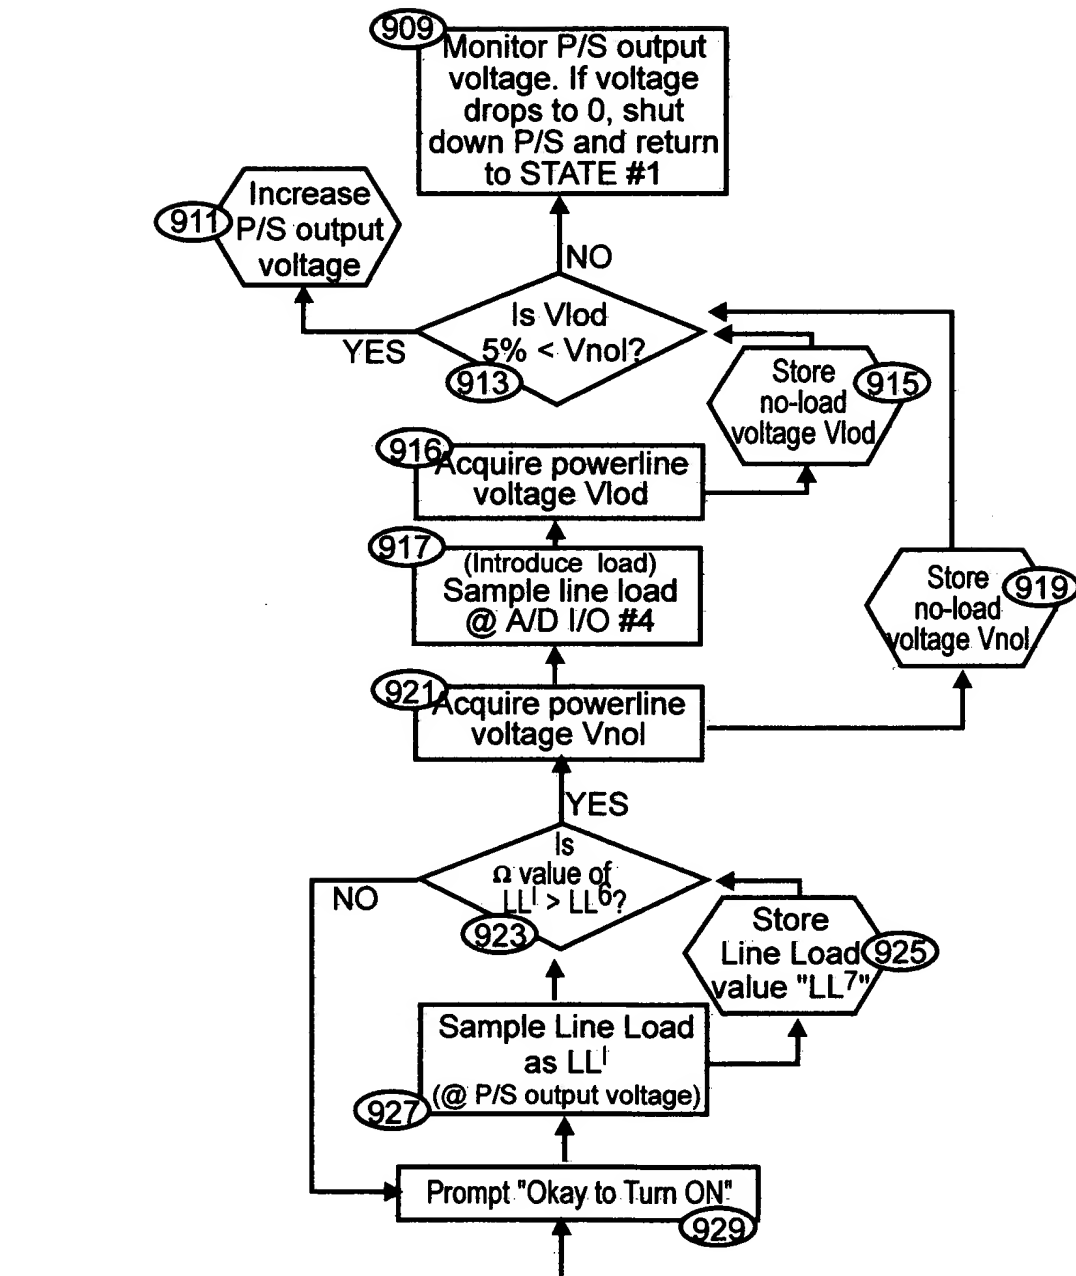 909
Monitor P/S output
voltage. If voltage
drops to 0, shut
down P/S and return
to STATE #1
911
Increase
P/S output
voltage
NO
YES
Is Vlod
5% < Vnol?
913
Store
no-load
voltage Vlod
915
916
Acquire powerline
voltage Vlod
917
(Introduce load)
Sample line load
@ A/D I/O #4
Store
no-load
voltage Vnol
919
921
Acquire powerline
voltage Vnol
YES
NO
Is
Ω value of
LL^I > LL^6?
923
Store
Line Load
value "LL^7"
925
Sample Line Load
as LL^I
(@ P/S output voltage)
927
Prompt "Okay to Turn ON"
929